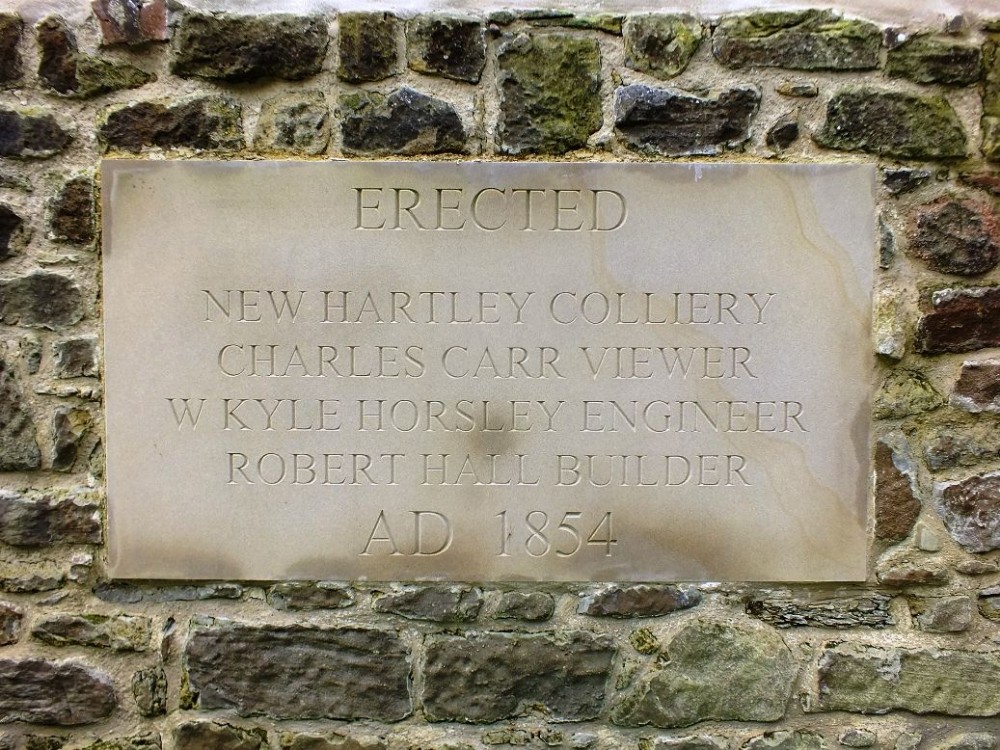 ERECTED
NEW HARTLEY COLLIERY
CHARLES CARR VIEWER
W KYLE HORSLEY ENGINEER
ROBERT HALL BUILDER
AD 1854